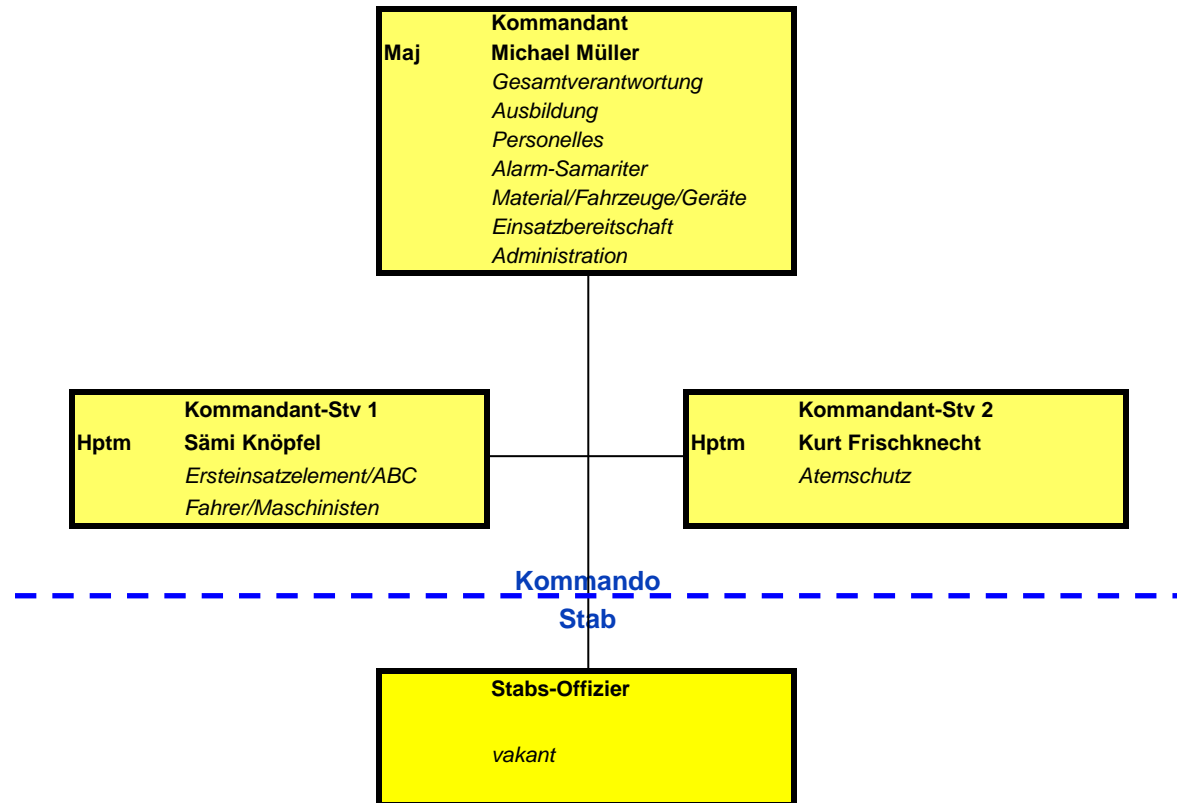 Kommandant
Maj Michael Müller
Gesamtverantwortung
Ausbildung
Personelles
Alarm-Samariter
Material/Fahrzeuge/Geräte
Einsatzbereitschaft
Administration
Kommandant-Stv 1
Hptm Sämi Knöpfel
Ersteinsatzelement/ABC
Fahrer/Maschinisten
Kommandant-Stv 2
Hptm Kurt Frischknecht
Atemschutz
Kommando
Stab
Stabs-Offizier
vakant